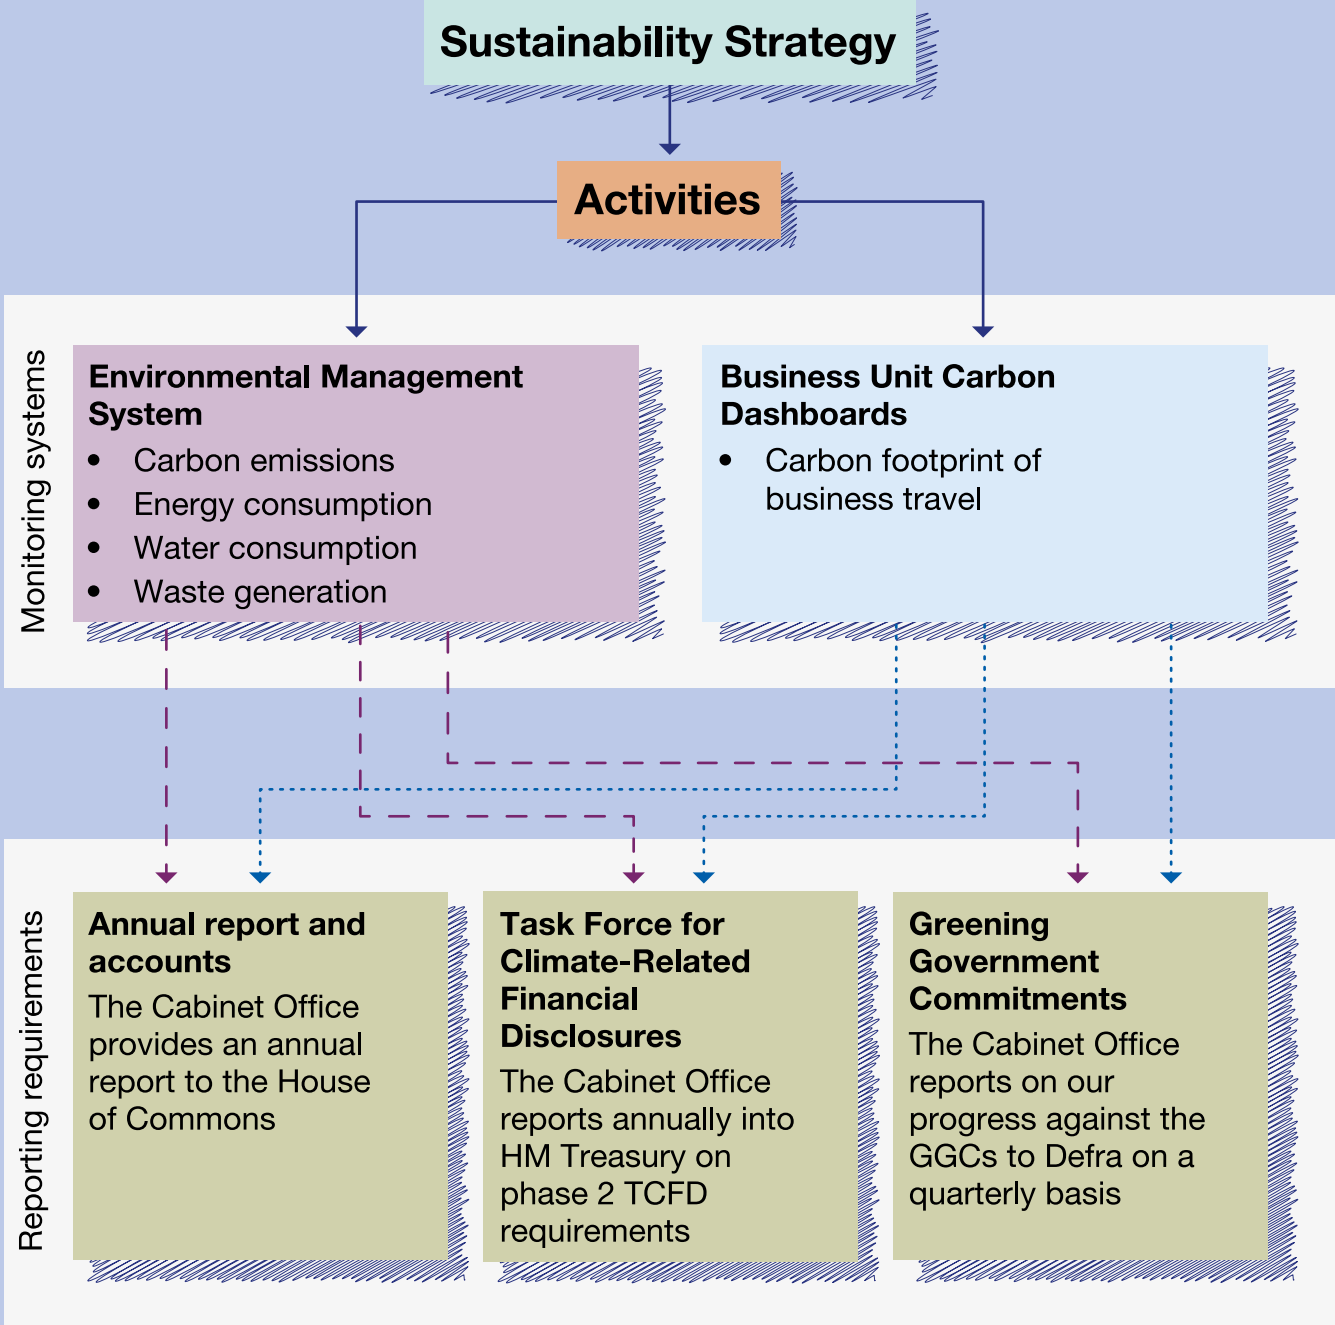 Sustainability Strategy
Activities
Monitoring systems
Environmental Management
System
• Carbon emissions
• Energy consumption
• Water consumption
• Waste generation
Business Unit Carbon
Dashboards
• Carbon footprint of
business travel
Reporting requirements
Annual report and
accounts
The Cabinet Office
provides an annual
report to the House
of Commons
Task Force for
Climate-Related
Financial
Disclosures
The Cabinet Office
reports annually into
HM Treasury on
phase 2 TCFD
requirements
Greening
Government
Commitments
The Cabinet Office
reports on our
progress against the
GGCs to Defra on a
quarterly basis